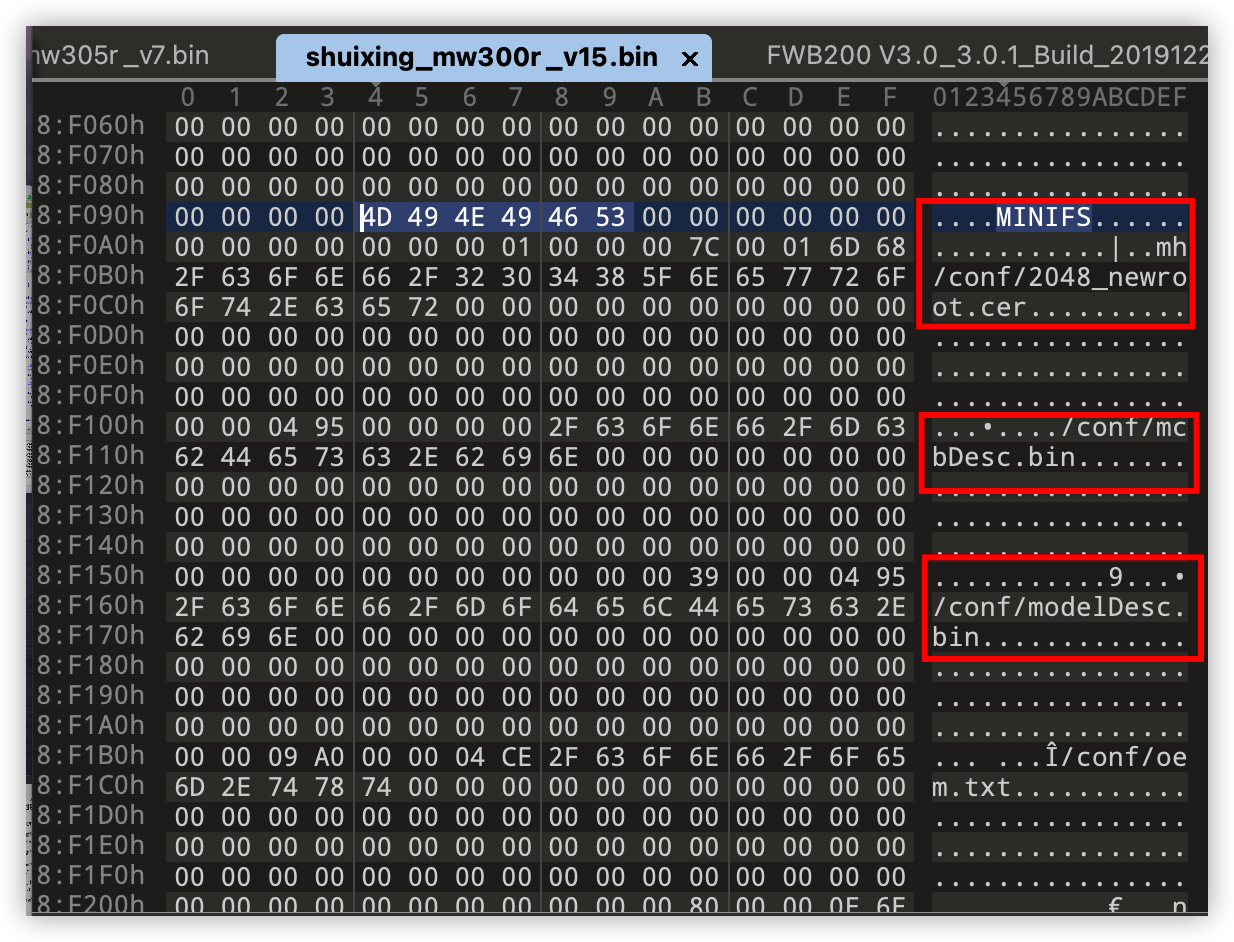 mw305r _v7.bin shuixing_mw300r _v15.bin × FWB200 V3.0_3.0.1_Build_2019122
0 1 2 3 4 5 6 7 8 9 A B C D E F 0123456789ABCDEF
8:F060h 00 00 00 00 00 00 00 00 00 00 00 00 00 00 00 00 ................
8:F070h 00 00 00 00 00 00 00 00 00 00 00 00 00 00 00 00 ................
8:F080h 00 00 00 00 00 00 00 00 00 00 00 00 00 00 00 00 ................
8:F090h 00 00 00 00 4D 49 4E 49 46 53 00 00 00 00 00 00 ....MINIFS......
8:F0A0h 00 00 00 00 00 00 00 01 00 00 00 7C 00 01 6D 68 ...........|..mh
8:F0B0h 2F 63 6F 6E 66 2F 32 30 34 38 5F 6E 65 77 72 6F /conf/2048_newro
8:F0C0h 6F 74 2E 63 65 72 00 00 00 00 00 00 00 00 00 00 ot.cer..........
8:F0D0h 00 00 00 00 00 00 00 00 00 00 00 00 00 00 00 00 ................
8:F0E0h 00 00 00 00 00 00 00 00 00 00 00 00 00 00 00 00 ................
8:F0F0h 00 00 00 00 00 00 00 00 00 00 00 00 00 00 00 00 ................
8:F100h 00 00 04 95 00 00 00 00 2F 63 6F 6E 66 2F 6D 63 ...•..../conf/mc
8:F110h 62 44 65 73 63 2E 62 69 6E 00 00 00 00 00 00 00 bDesc.bin.......
8:F120h 00 00 00 00 00 00 00 00 00 00 00 00 00 00 00 00 ................
8:F130h 00 00 00 00 00 00 00 00 00 00 00 00 00 00 00 00 ................
8:F140h 00 00 00 00 00 00 00 00 00 00 00 00 00 00 00 00 ................
8:F150h 00 00 00 00 00 00 00 00 00 00 00 39 00 00 04 95 ...........9...•
8:F160h 2F 63 6F 6E 66 2F 6D 6F 64 65 6C 44 65 73 63 2E /conf/modelDesc.
8:F170h 62 69 6E 00 00 00 00 00 00 00 00 00 00 00 00 00 bin.............
8:F180h 00 00 00 00 00 00 00 00 00 00 00 00 00 00 00 00 ................
8:F190h 00 00 00 00 00 00 00 00 00 00 00 00 00 00 00 00 ................
8:F1A0h 00 00 00 00 00 00 00 00 00 00 00 00 00 00 00 00 ................
8:F1B0h 00 00 09 A0 00 00 04 CE 2F 63 6F 6E 66 2F 6F 65 ... ...Î/conf/oe
8:F1C0h 6D 2E 74 78 74 00 00 00 00 00 00 00 00 00 00 00 m.txt...........
8:F1D0h 00 00 00 00 00 00 00 00 00 00 00 00 00 00 00 00 ................
8:F1E0h 00 00 00 00 00 00 00 00 00 00 00 00 00 00 00 00 ................
8:F1F0h 00 00 00 00 00 00 00 00 00 00 00 00 00 00 00 00 ................
8:F200h 00 00 00 00 00 00 00 00 00 00 00 80 00 00 0E 6E